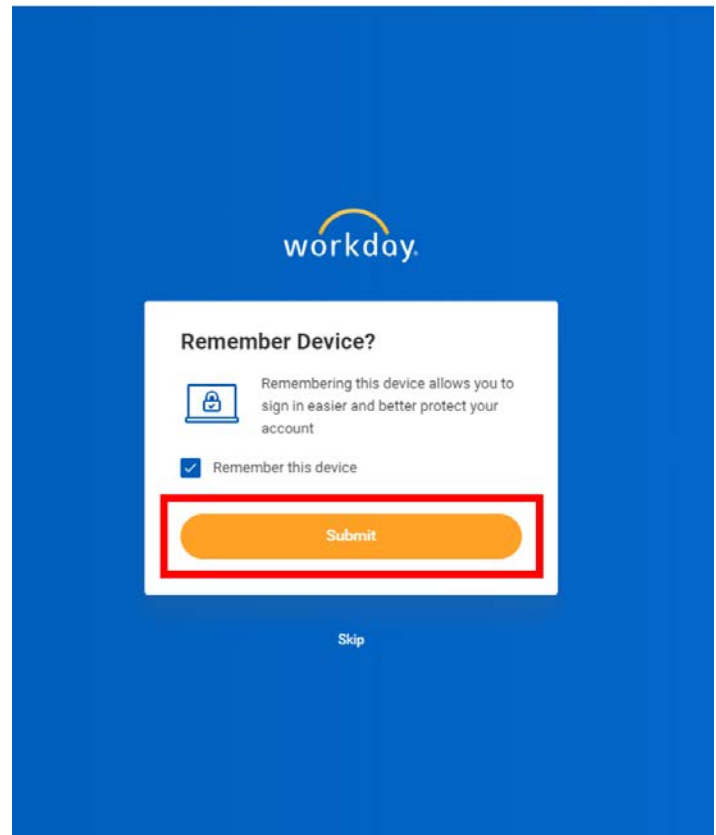 workday.
Remember Device?
Remembering this device allows you to
sign in easier and better protect your
account
Remember this device
Submit
Skip